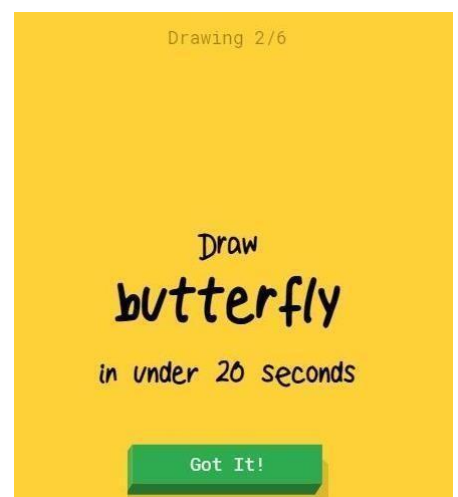 Drawing 2/6
Draw
butterfly
in under 20 seconds
Got It!